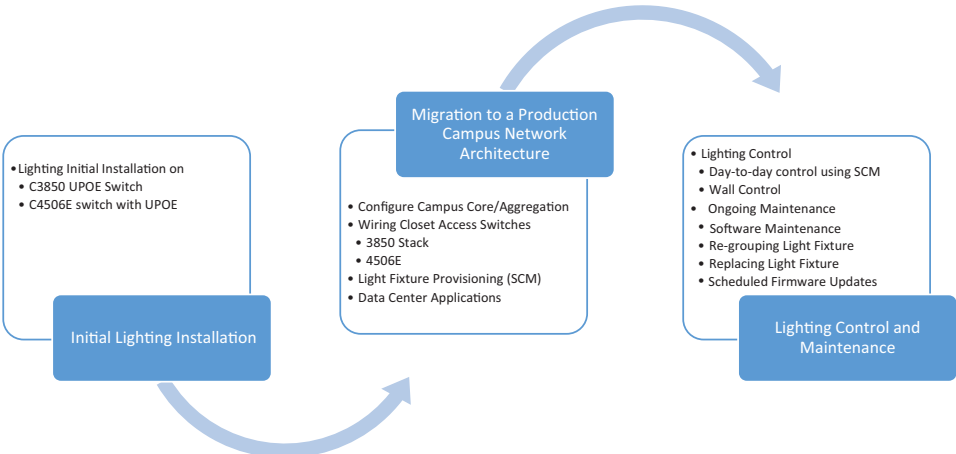 •Lighting Initial Installation on
• C3850 UPOE Switch
• C4506E switch with UPOE
Initial Lighting Installation
Migration to a Production
Campus Network
Architecture
• Configure Campus Core/Aggregation
• Wiring Closet Access Switches
• 3850 Stack
• 4506E
• Light Fixture Provisioning (SCM)
• Data Center Applications
• Lighting Control
• Day-to-day control using SCM
• Wall Control
• Ongoing Maintenance
• Software Maintenance
• Re-grouping Light Fixture
• Replacing Light Fixture
• Scheduled Firmware Updates
Lighting Control and
Maintenance